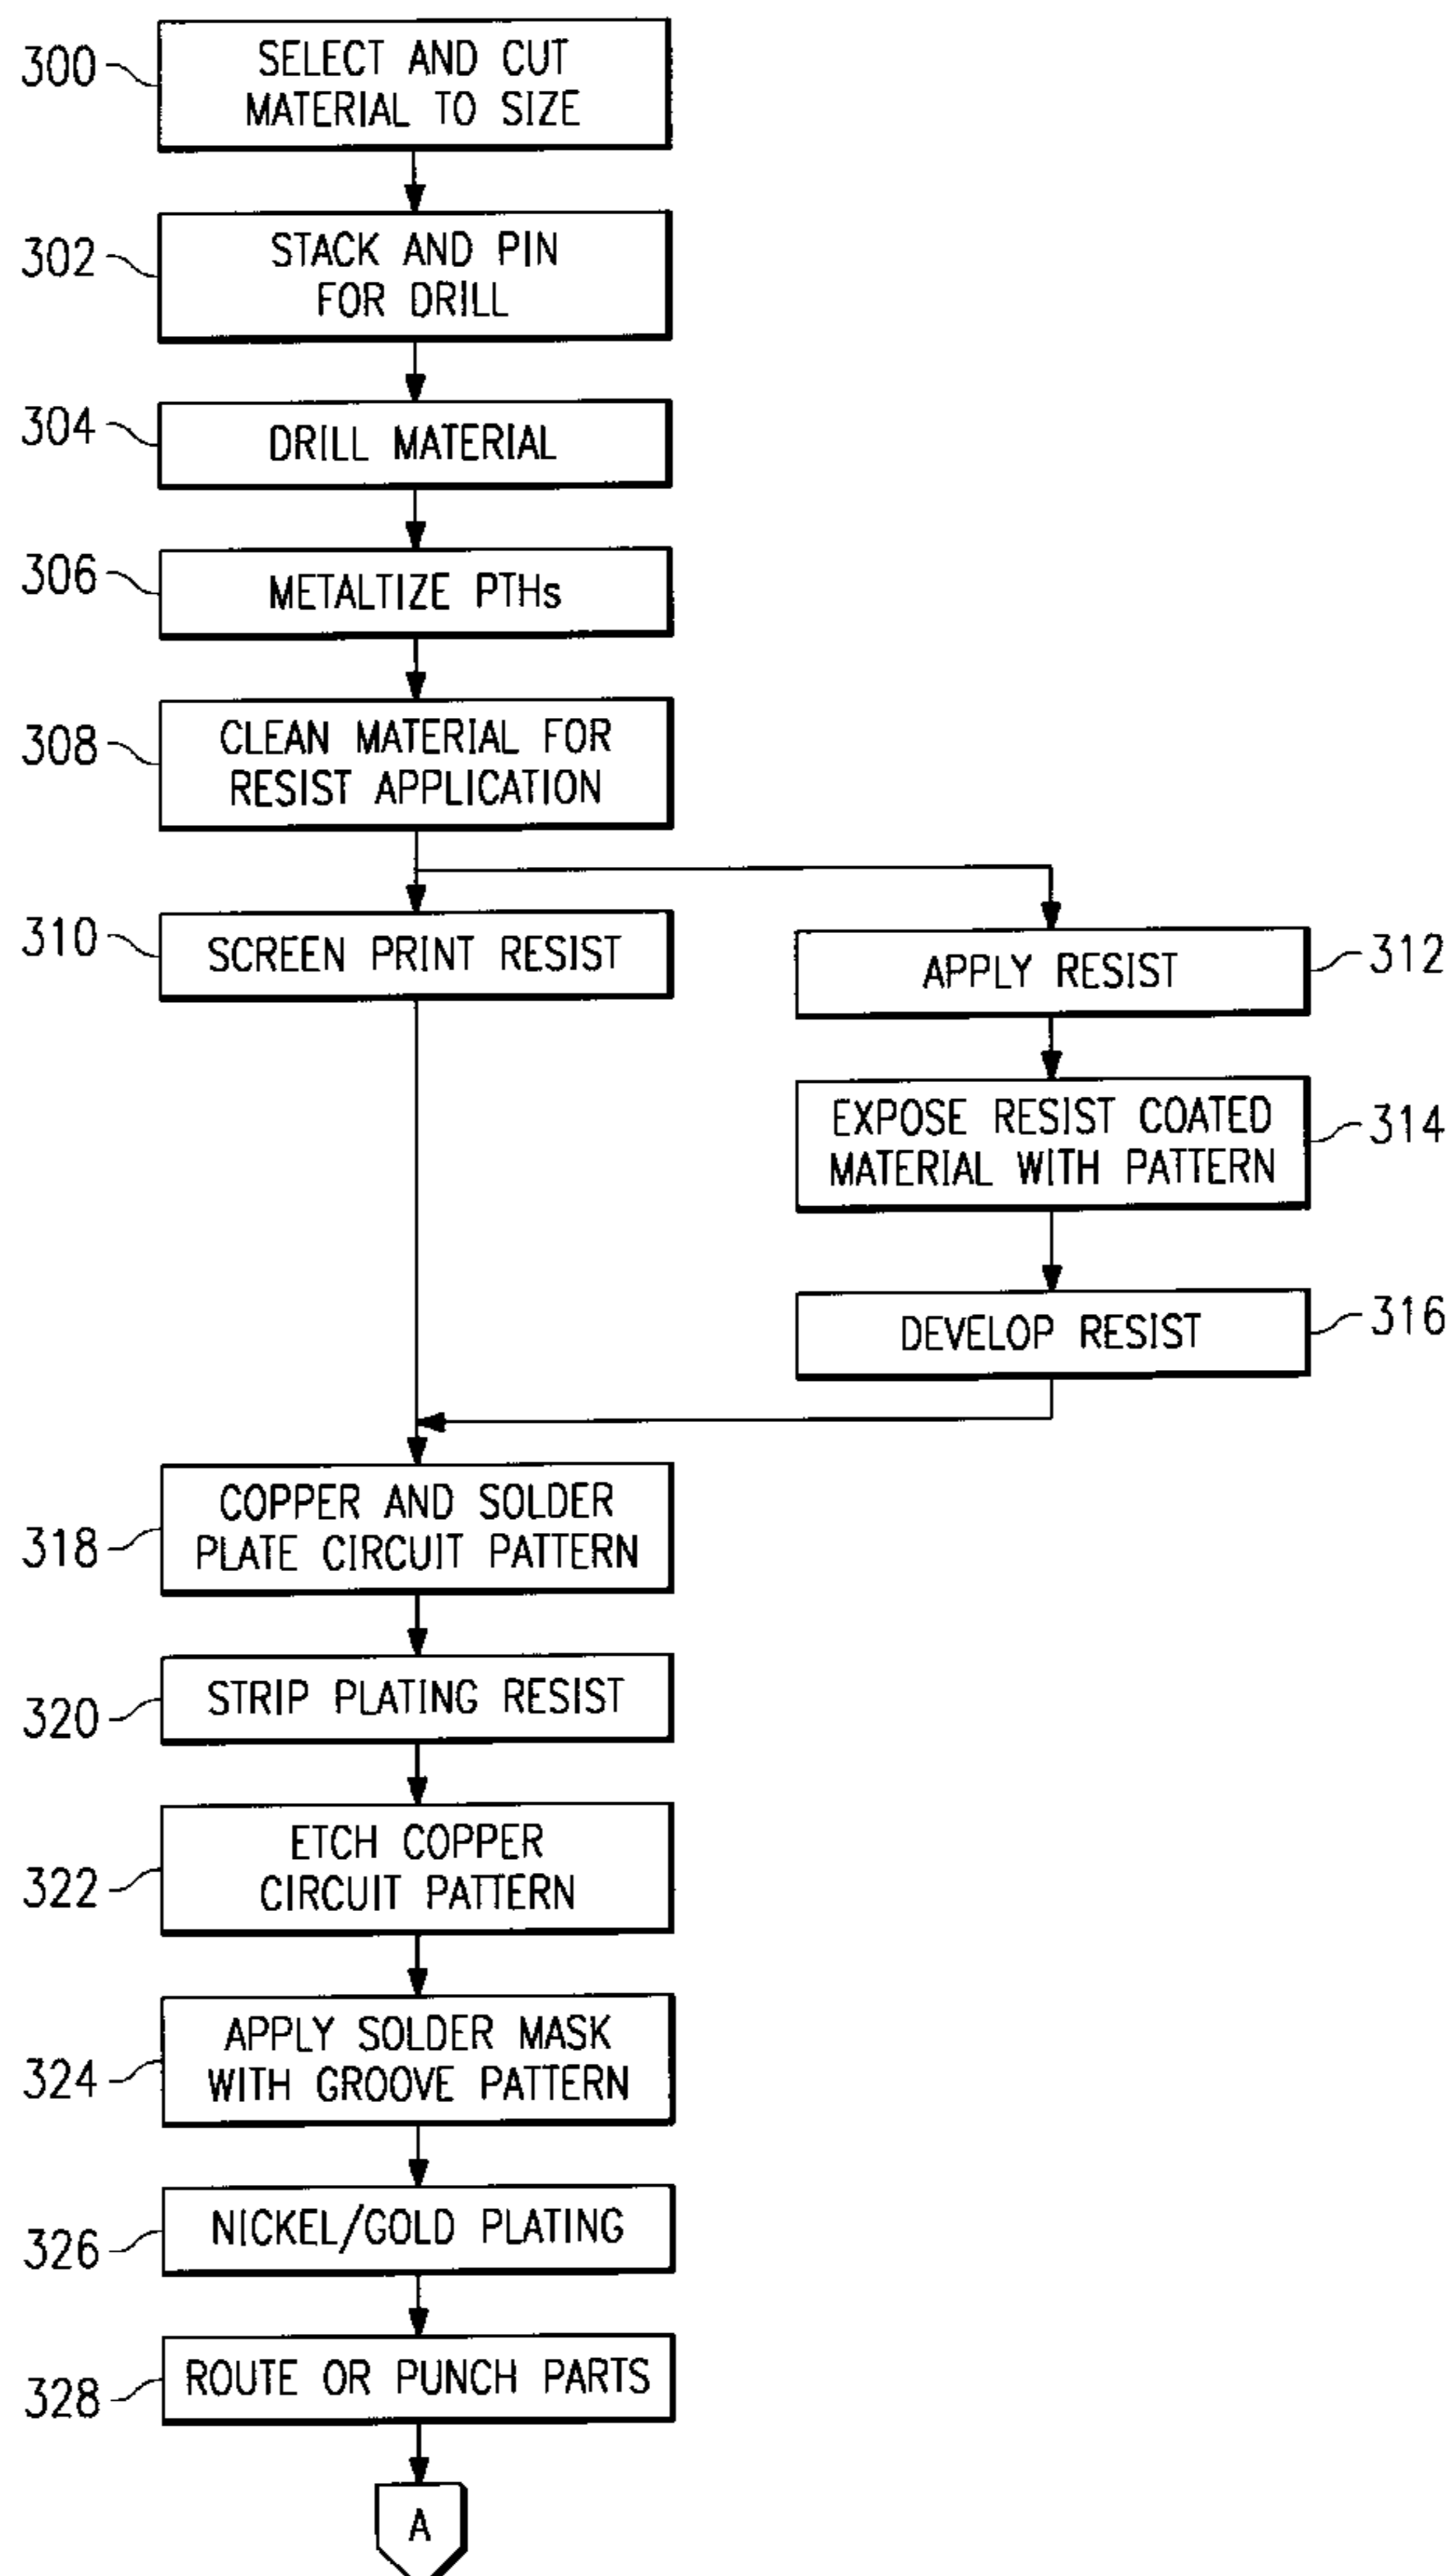 300
SELECT AND CUT
MATERIAL TO SIZE
302
STACK AND PIN
FOR DRILL
304
DRILL MATERIAL
306
METALTIZE PTHs
308
CLEAN MATERIAL FOR
RESIST APPLICATION
310
SCREEN PRINT RESIST
312
APPLY RESIST
314
EXPOSE RESIST COATED
MATERIAL WITH PATTERN
316
DEVELOP RESIST
318
COPPER AND SOLDER
PLATE CIRCUIT PATTERN
320
STRIP PLATING RESIST
322
ETCH COPPER
CIRCUIT PATTERN
324
APPLY SOLDER MASK
WITH GROOVE PATTERN
326
NICKEL/GOLD PLATING
328
ROUTE OR PUNCH PARTS
A